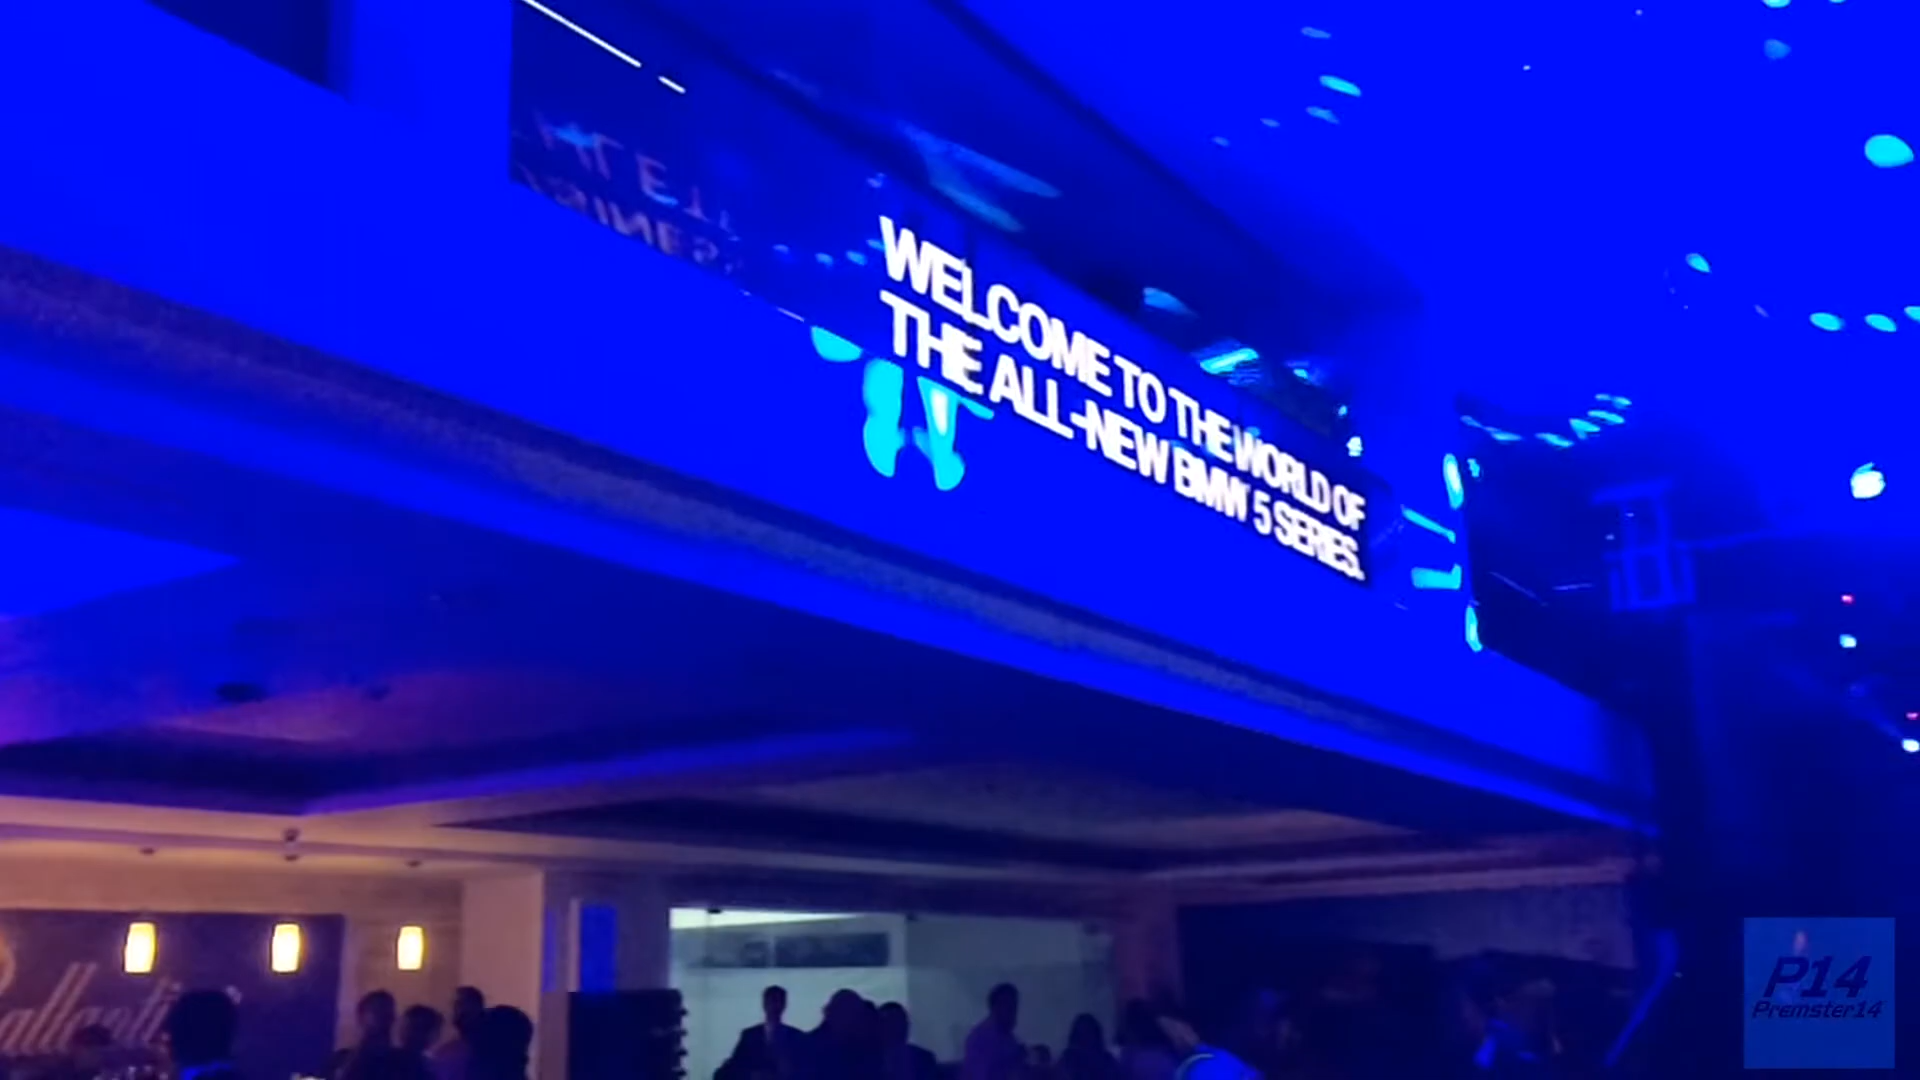 WELCOME TO THE WORLD OF
THE ALL-NEW BMW 5 SERIES.
P14
Premster14